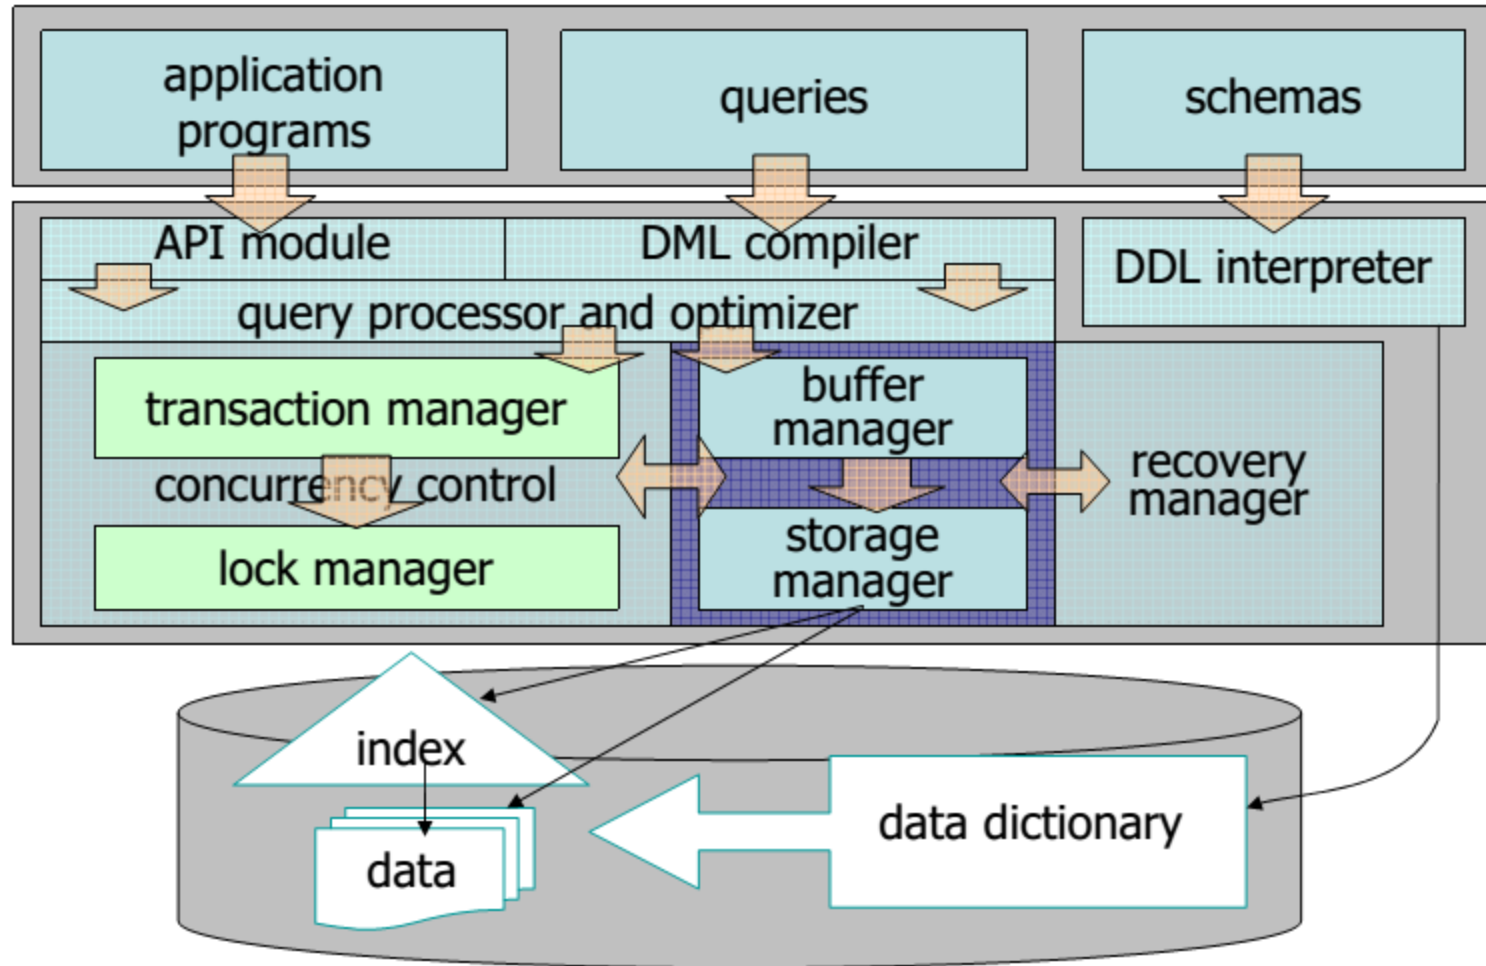 application
programs
queries
schemas
API module
DML compiler
DDL interpreter
query processor and optimizer
transaction manager
buffer
manager
concurrency control
recovery
manager
lock manager
storage
manager
index
data
data dictionary